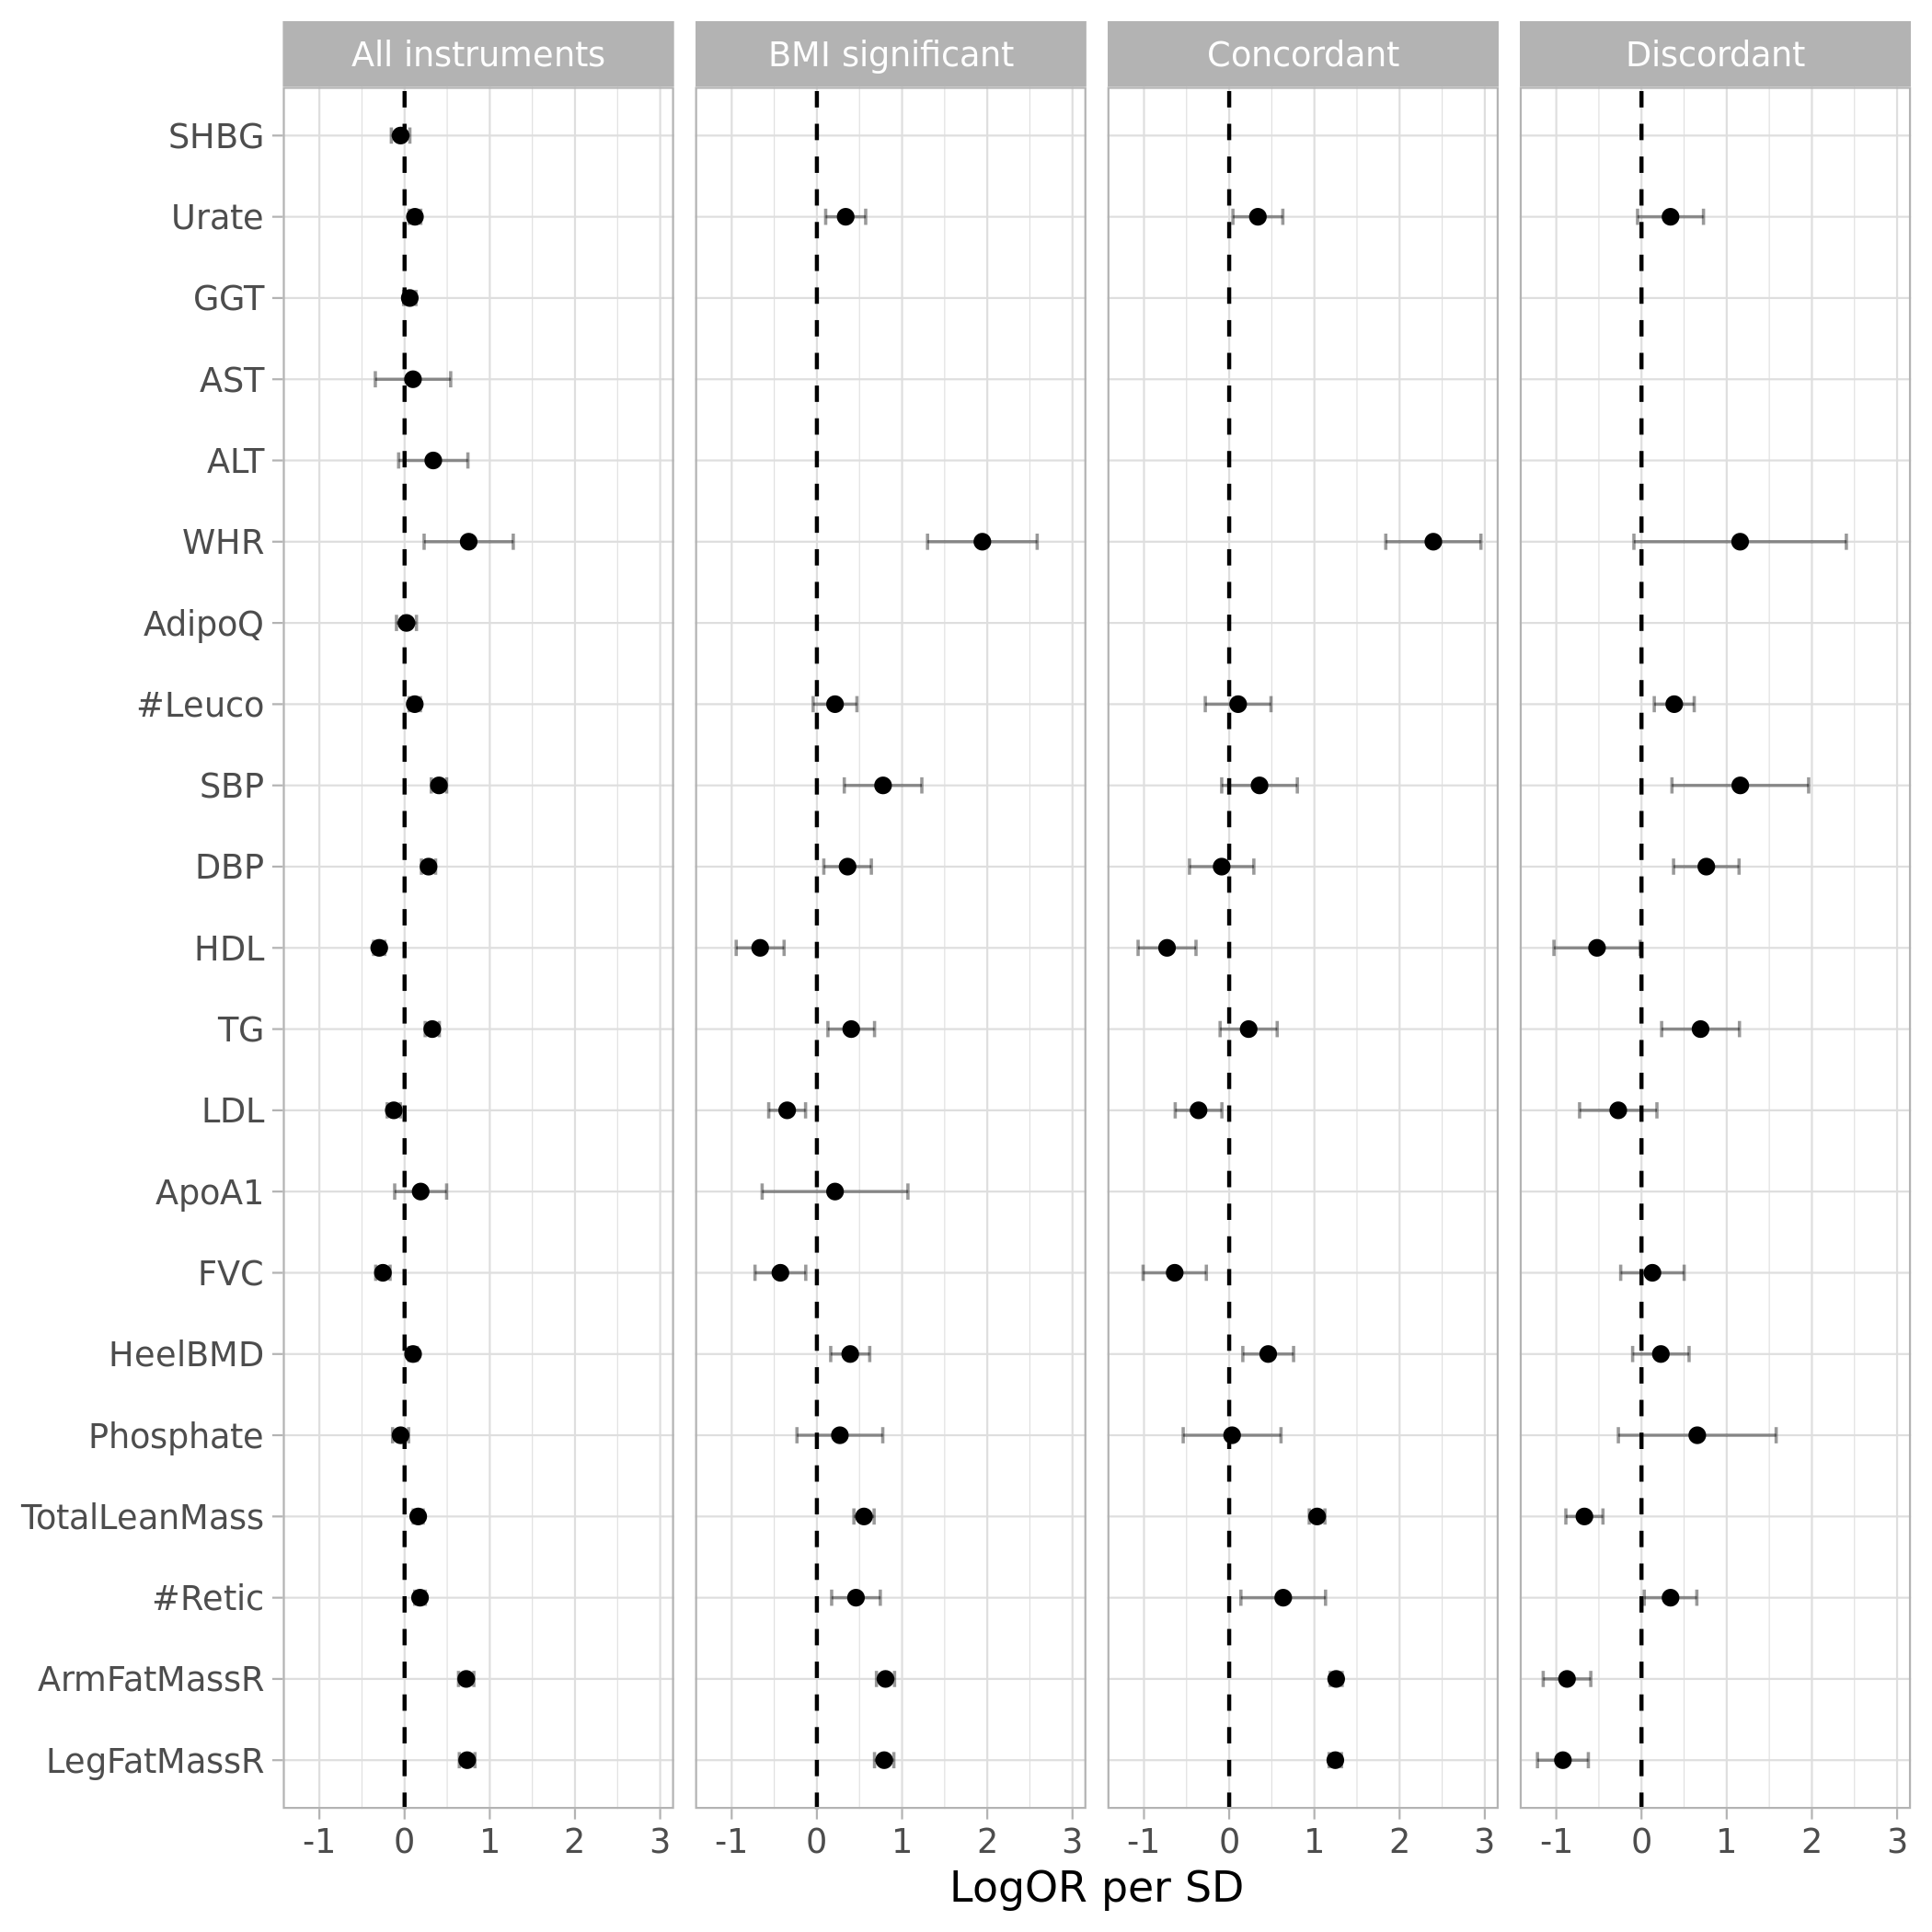 All instruments BMI significant Concordant Discordant
SHBG
Urate
GGT
AST
ALT
WHR
AdipoQ
#Leuco
SBP
DBP
HDL
TG
LDL
ApoA1
FVC
HeelBMD
Phosphate
TotalLeanMass
#Retic
ArmFatMassR
LegFatMassR
-1 0 1 2 3 -1 0 1 2 3 -1 0 1 2 3 -1 0 1 2 3
LogOR per SD